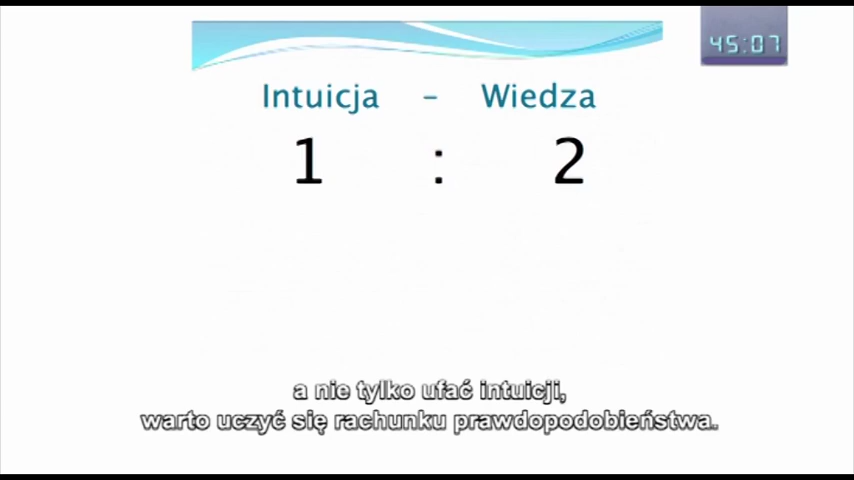 45:07
Intuicja – Wiedza
1 : 2
a nie tylko ufać intuicji,
warto uczyć się rachunku prawdopodobieństwa.